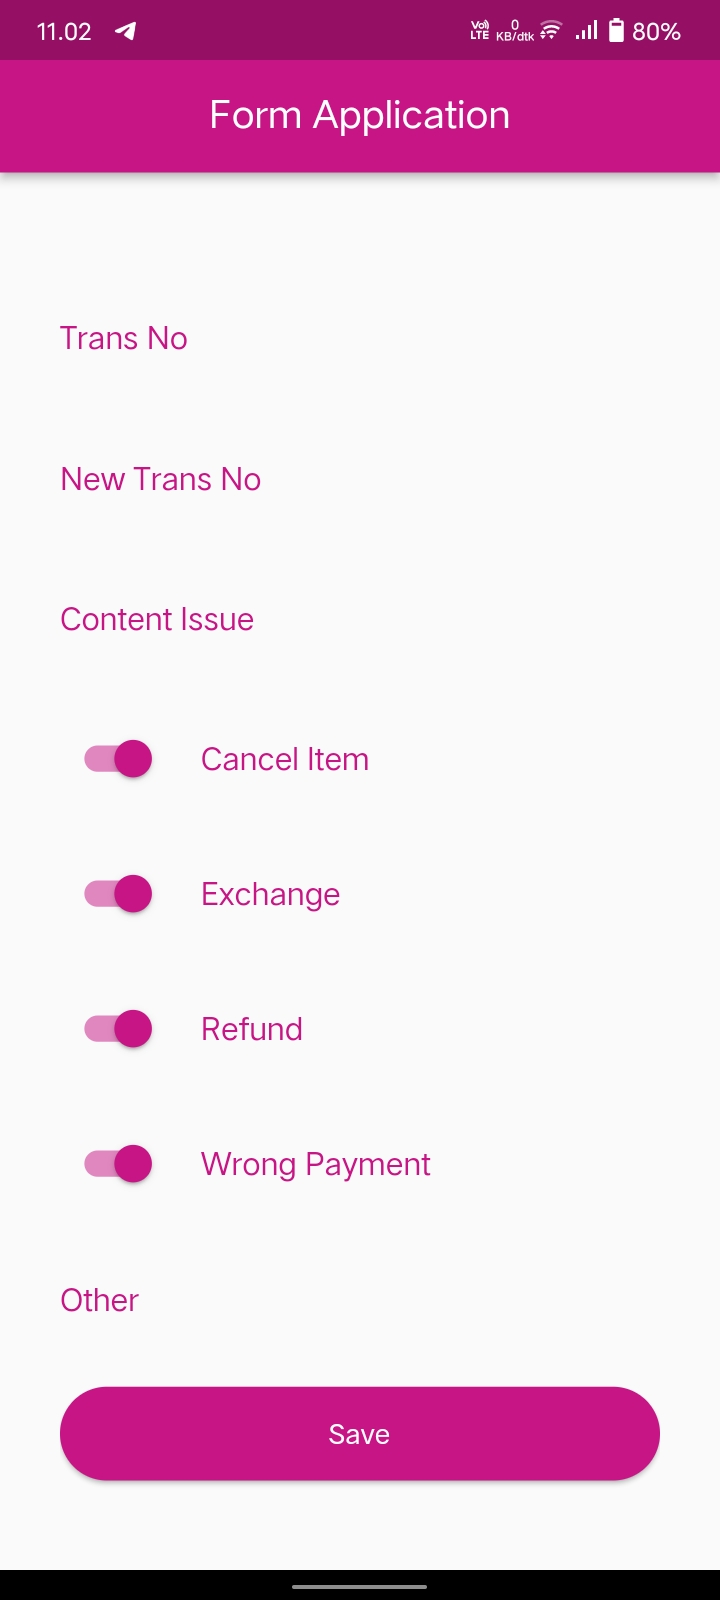 11.02
Vo)) LTE 0 KB/dtk 80%
Form Application
Trans No
New Trans No
Content Issue
Cancel Item
Exchange
Refund
Wrong Payment
Other
Save